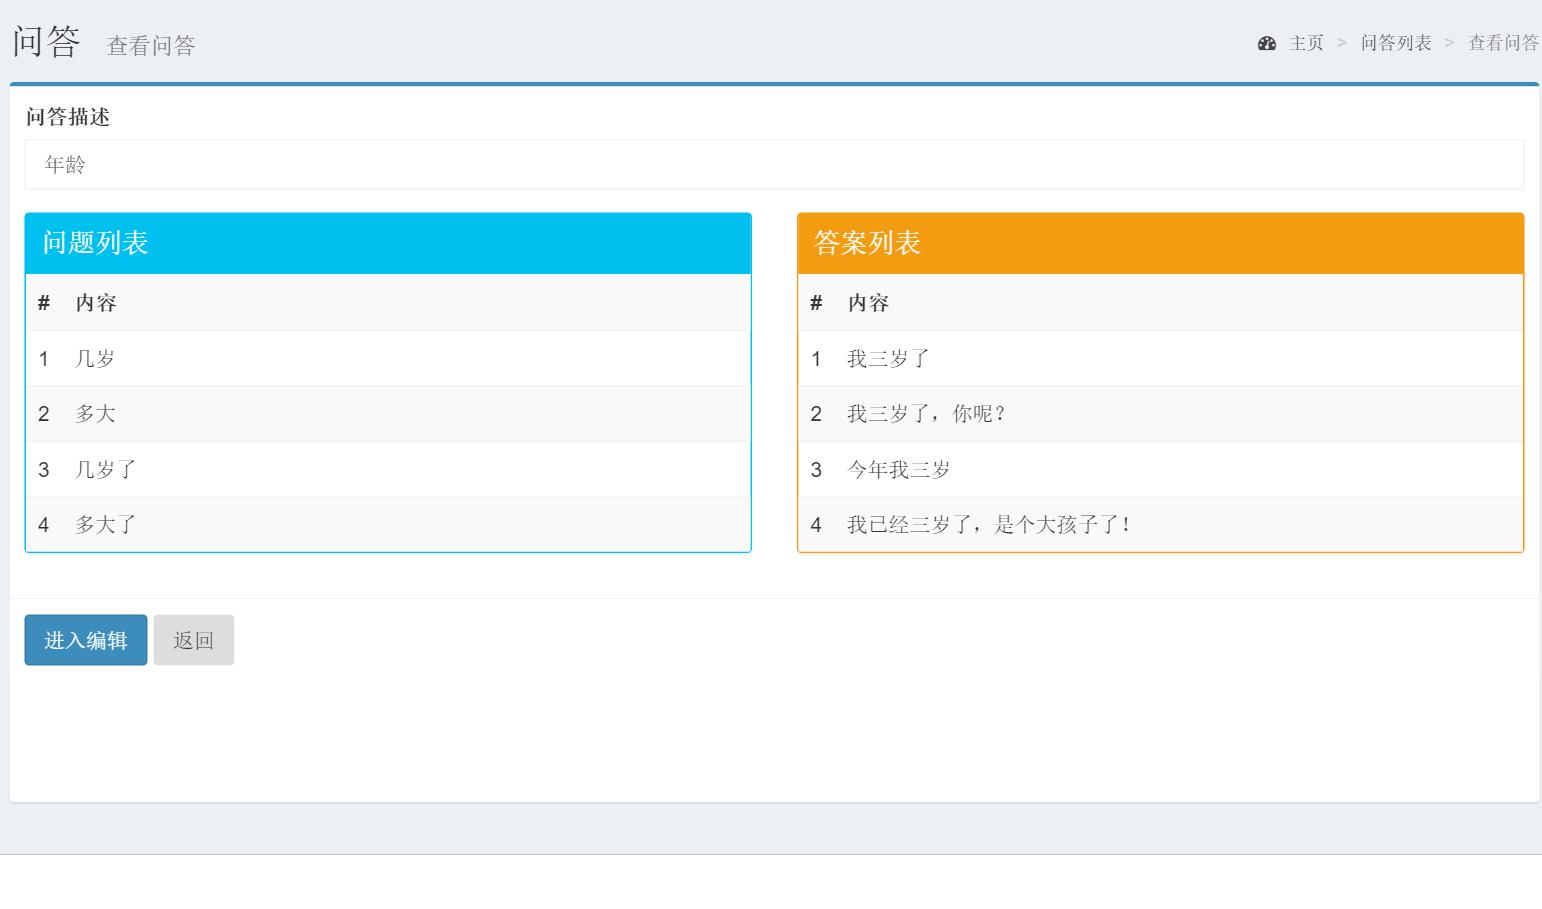 问答 查看问答
主页 > 问答列表 > 查看问答
问答描述
年龄
问题列表
# 内容
1 几岁
2 多大
3 几岁了
4 多大了
答案列表
# 内容
1 我三岁了
2 我三岁了，你呢？
3 今年我三岁
4 我已经三岁了，是个大孩子了！
进入编辑 返回